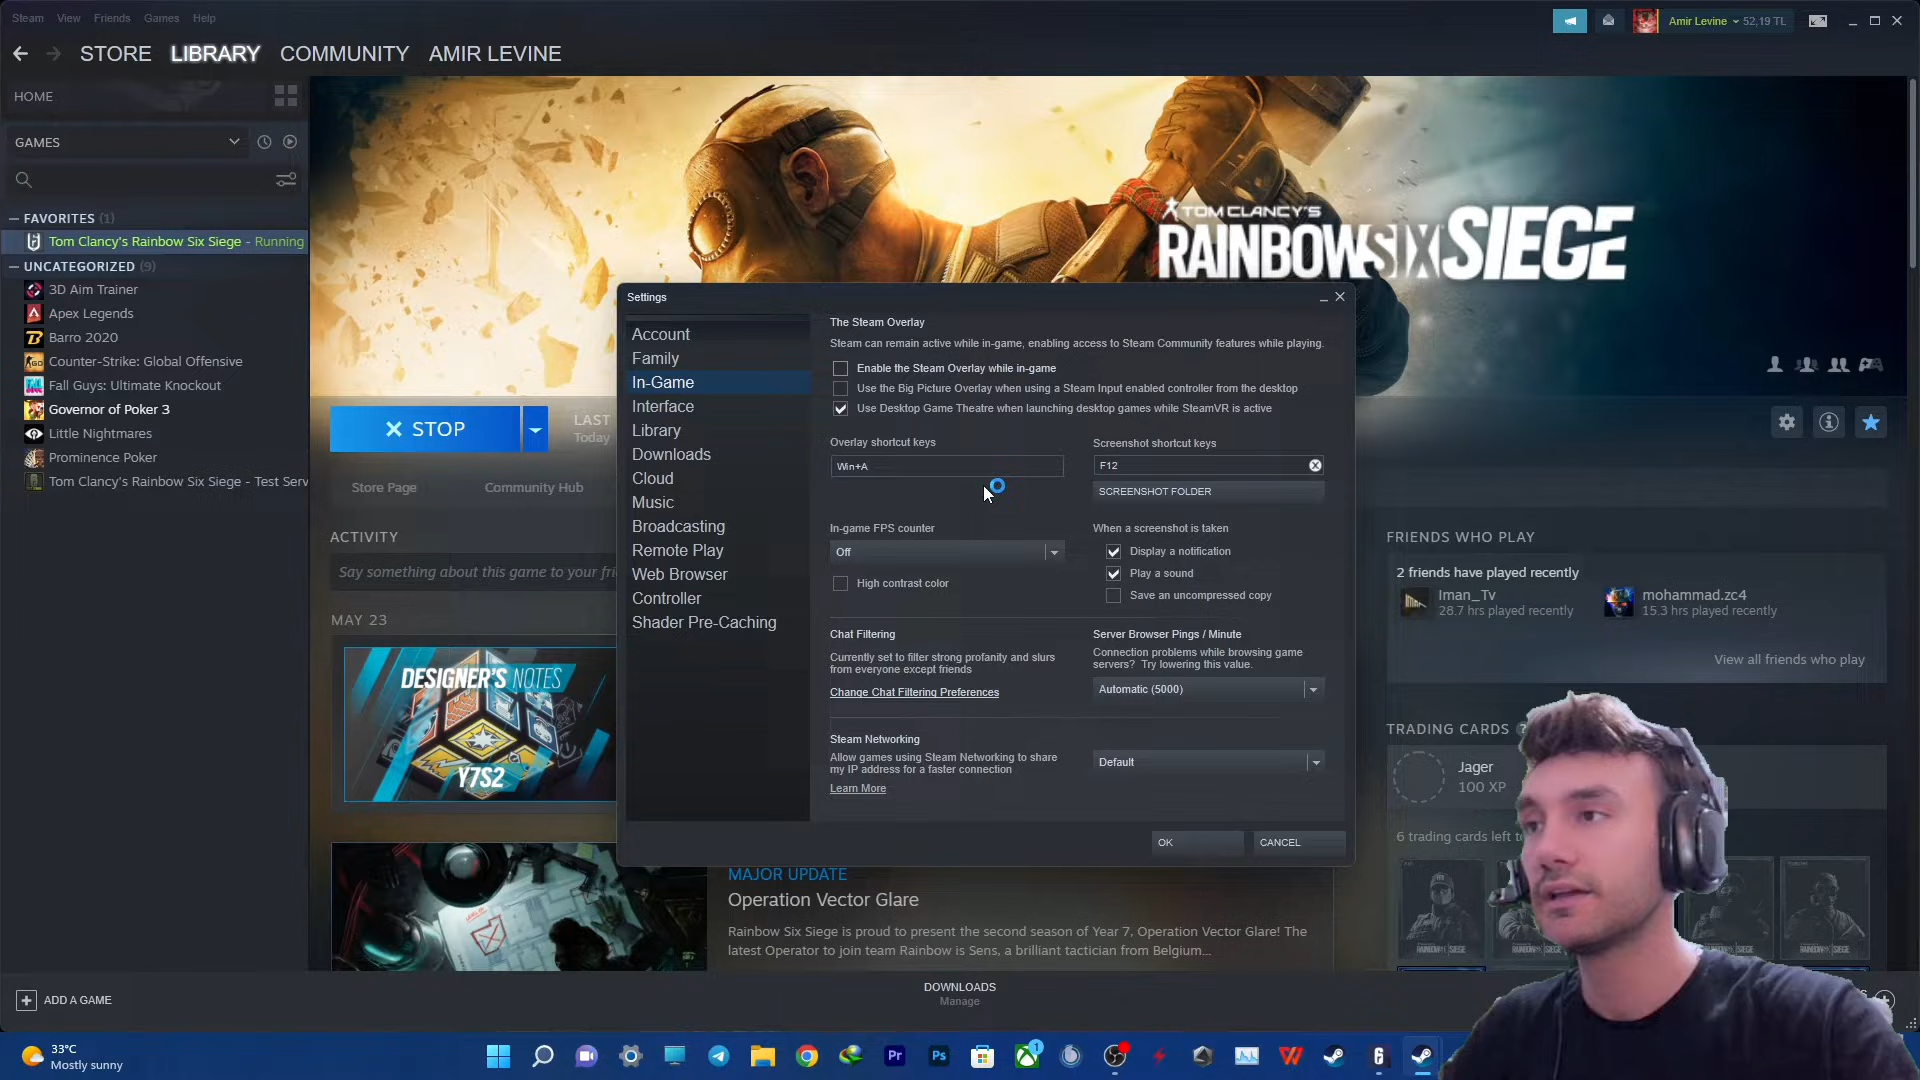 Steam View Friends Games Help
Amir Levine 52,19 TL
STORE LIBRARY COMMUNITY AMIR LEVINE
HOME
GAMES
FAVORITES (1)
Tom Clancy's Rainbow Six Siege - Running
UNCATEGORIZED (9)
3D Aim Trainer
Apex Legends
Barro 2020
Counter-Strike: Global Offensive
Fall Guys: Ultimate Knockout
Governor of Poker 3
Little Nightmares
Prominence Poker
Tom Clancy's Rainbow Six Siege - Test Serv
TOM CLANCY'S
RAINBOW SIX SIEGE
STOP
LAST
Today
Store Page
Community Hub
ACTIVITY
Say something about this game to your fri
MAY 23
DESIGNER'S NOTES
Y7S2
MAJOR UPDATE
Operation Vector Glare
Rainbow Six Siege is proud to present the second season of Year 7, Operation Vector Glare! The
latest Operator to join team Rainbow is Sens, a brilliant tactician from Belgium...
Settings
Account
Family
In-Game
Interface
Library
Downloads
Cloud
Music
Broadcasting
Remote Play
Web Browser
Controller
Shader Pre-Caching
The Steam Overlay
Steam can remain active while in-game, enabling access to Steam Community features while playing.
Enable the Steam Overlay while in-game
Use the Big Picture Overlay when using a Steam Input enabled controller from the desktop
Use Desktop Game Theatre when launching desktop games while SteamVR is active
Overlay shortcut keys
Win+A
Screenshot shortcut keys
F12
SCREENSHOT FOLDER
In-game FPS counter
Off
High contrast color
When a screenshot is taken
Display a notification
Play a sound
Save an uncompressed copy
Chat Filtering
Currently set to filter strong profanity and slurs
from everyone except friends
Change Chat Filtering Preferences
Server Browser Pings / Minute
Connection problems while browsing game
servers? Try lowering this value.
Automatic (5000)
Steam Networking
Allow games using Steam Networking to share
my IP address for a faster connection
Learn More
Default
OK
CANCEL
FRIENDS WHO PLAY
2 friends have played recently
Iman_Tv
28.7 hrs played recently
mohammad.zc4
15.3 hrs played recently
View all friends who play
TRADING CARDS
Jager
100 XP
6 trading cards left t
ADD A GAME
DOWNLOADS
Manage
33°C
Mostly sunny
Pr
Ps
1